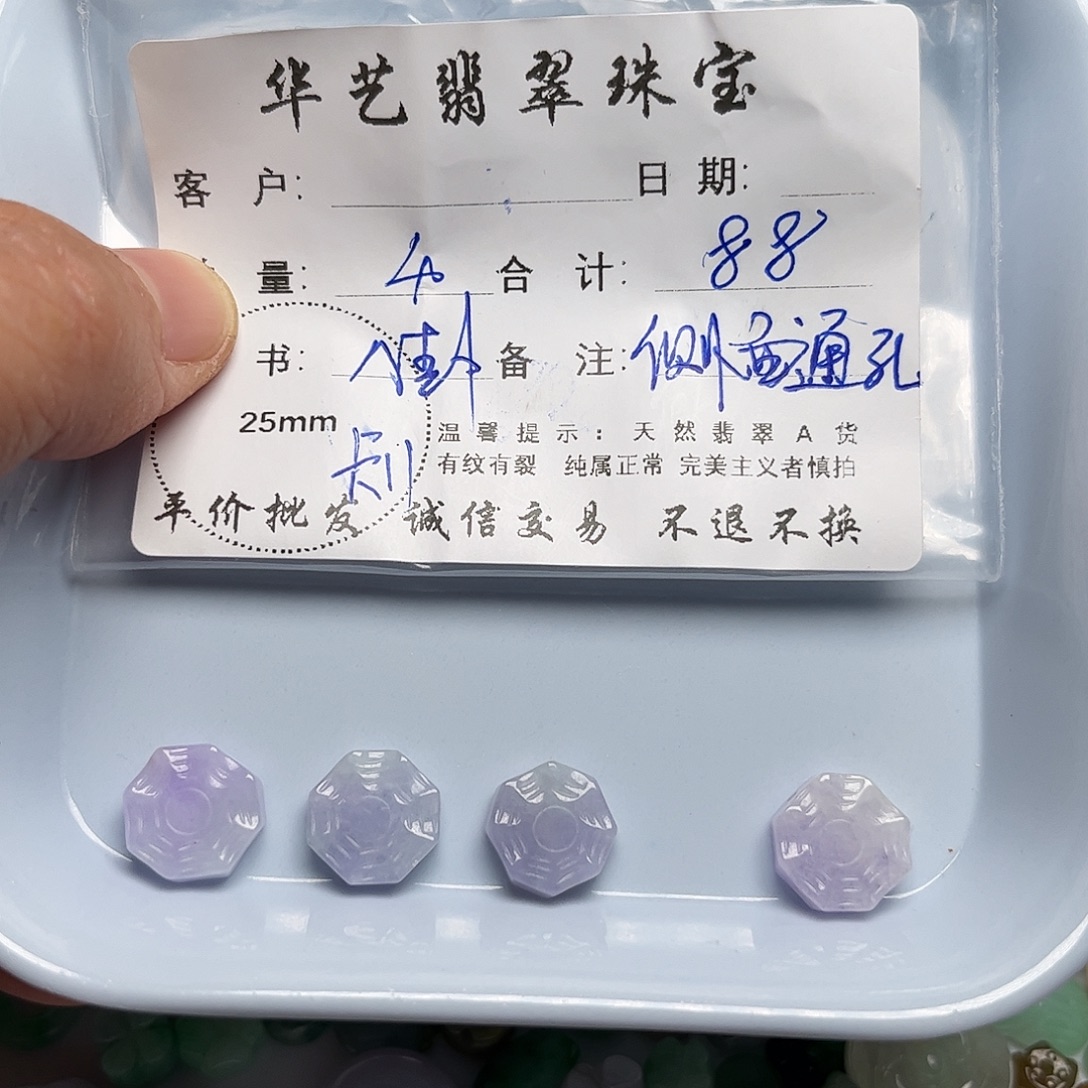 华艺翡翠珠宝
客 户: 日 期:
量: 4 合 计: 88
书: 八卦 备 注: 侧面通孔
25mm
温馨提示:天然翡翠A货
有纹有裂 纯属正常 完美主义者慎拍
平价批发 诚信交易 不退不换